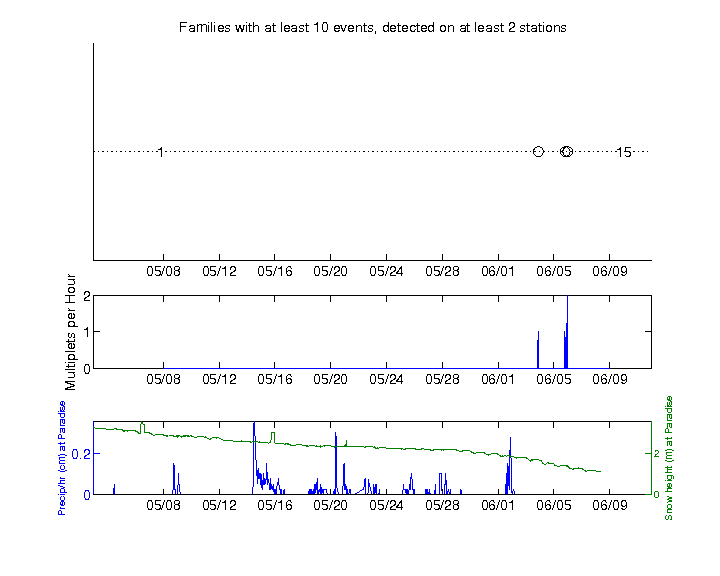 Families with at least 10 events, detected on at least 2 stations
1 15
05/08 05/12 05/16 05/20 05/24 05/28 06/01 06/05 06/09
Multiplets per Hour
2
1
0
05/08 05/12 05/16 05/20 05/24 05/28 06/01 06/05 06/09
Precip/hr (cm) at Paradise
0.2
0
Snow height (m) at Paradise
2
0
05/08 05/12 05/16 05/20 05/24 05/28 06/01 06/05 06/09